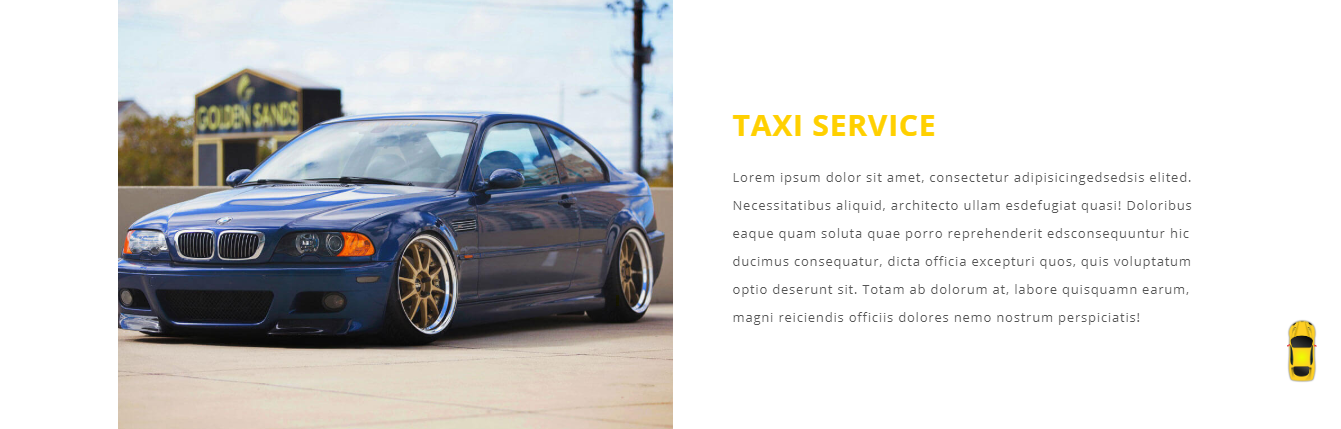 GOLDEN SANDS
TAXI SERVICE
Lorem ipsum dolor sit amet, consectetur adipisicingedsedsis elited.
Necessitatibus aliquid, architecto ullam esdefugiat quasi! Doloribus
eaque quam soluta quae porro reprehenderit edsconsequuntur hic
ducimus consequatur, dicta officia excepturi quos, quis voluptatum
optio deserunt sit. Totam ab dolorum at, labore quisquamn earum,
magni reiciendis officiis dolores nemo nostrum perspiciatis!